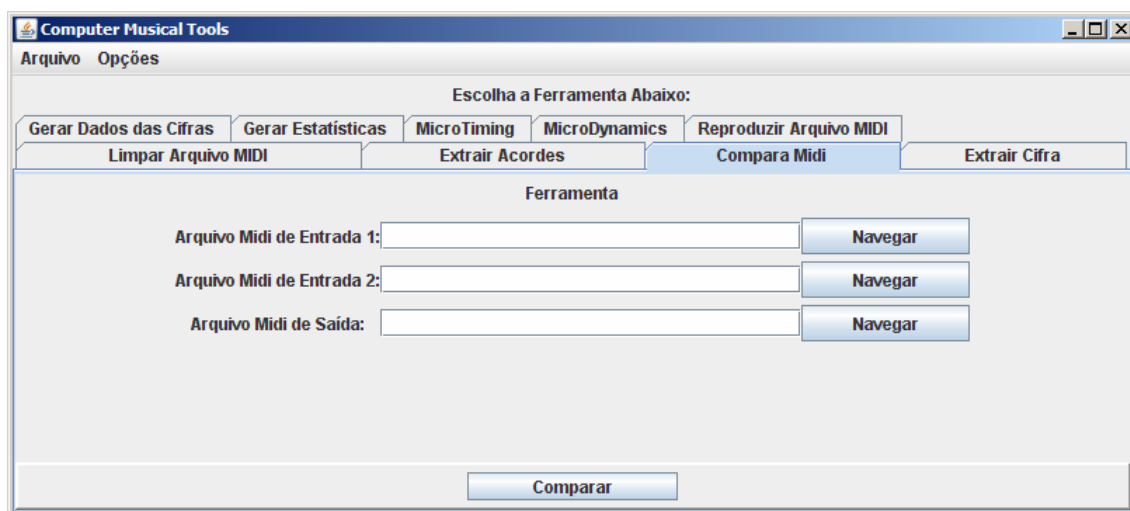 Computer Musical Tools
Arquivo Opções
Escolha a Ferramenta Abaixo:
Gerar Dados das Cifras Gerar Estatísticas MicroTiming MicroDynamics Reproduzir Arquivo MIDI
Limpar Arquivo MIDI Extrair Acordes Compara Midi Extrair Cifra
Ferramenta
Arquivo Midi de Entrada 1: Navegar
Arquivo Midi de Entrada 2: Navegar
Arquivo Midi de Saída: Navegar
Comparar